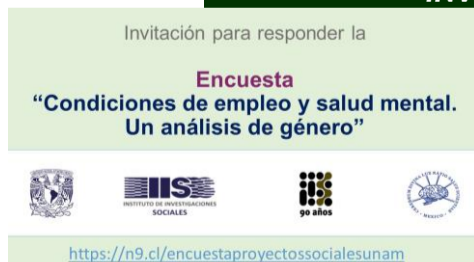 Invitación para responder la
Encuesta
“Condiciones de empleo y salud mental.
Un análisis de género”
IIS
INSTITUTO DE INVESTIGACIONES
SOCIALES
90 años
https://n9.cl/encuestaproyectossocialesunam